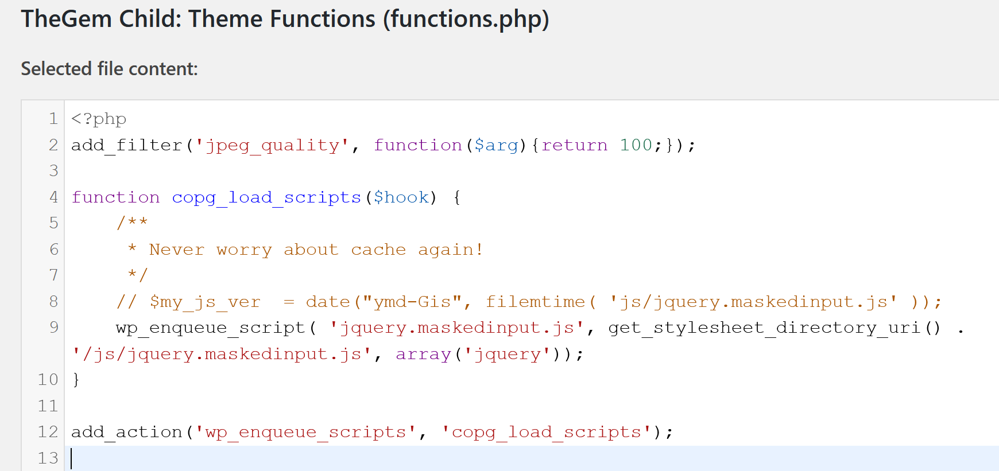 TheGem Child: Theme Functions (functions.php)
Selected file content:
1 <?php
2 add_filter('jpeg_quality', function($arg){return 100;});
3
4 function copg_load_scripts($hook) {
5     /**
6      * Never worry about cache again!
7      */
8     // $my_js_ver  = date("ymd-Gis", filemtime( 'js/jquery.maskedinput.js' ));
9     wp_enqueue_script( 'jquery.maskedinput.js', get_stylesheet_directory_uri() .
'/js/jquery.maskedinput.js', array('jquery'));
10 }
11
12 add_action('wp_enqueue_scripts', 'copg_load_scripts');
13